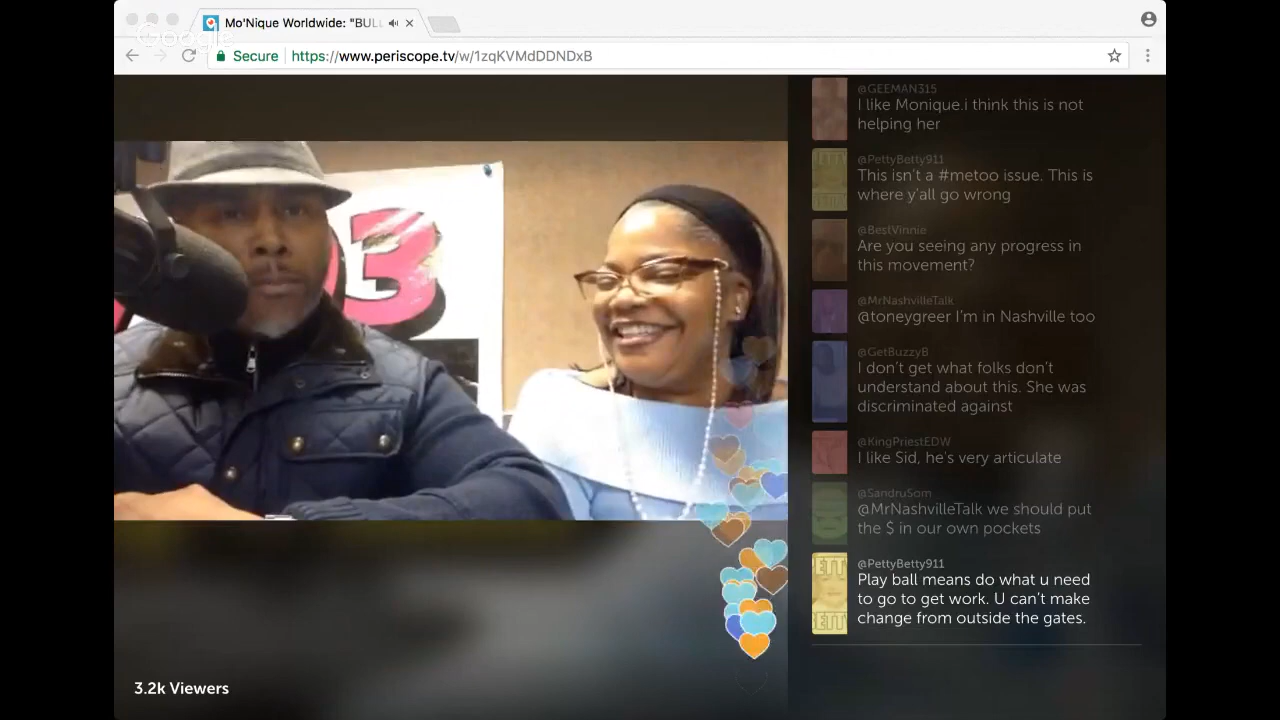 Mo'Nique Worldwide: "BULL
Google
Secure
https://www.periscope.tv/w/1zqKVMdDDNDxB
3
@GEEMAN315
I like Monique.i think this is not
helping her
@PettyBetty911
This isn't a #metoo issue. This is
where y'all go wrong
@BestVinnie
Are you seeing any progress in
this movement?
@MrNashvilleTalk
@toneygreer I'm in Nashville too
@GetBuzzyB
I don't get what folks don't
understand about this. She was
discriminated against
@KingPriestEDW
I like Sid, he's very articulate
@SandruSom
@MrNashvilleTalk we should put
the $ in our own pockets
@PettyBetty911
Play ball means do what u need
to go to get work. U can't make
change from outside the gates.
3.2k Viewers